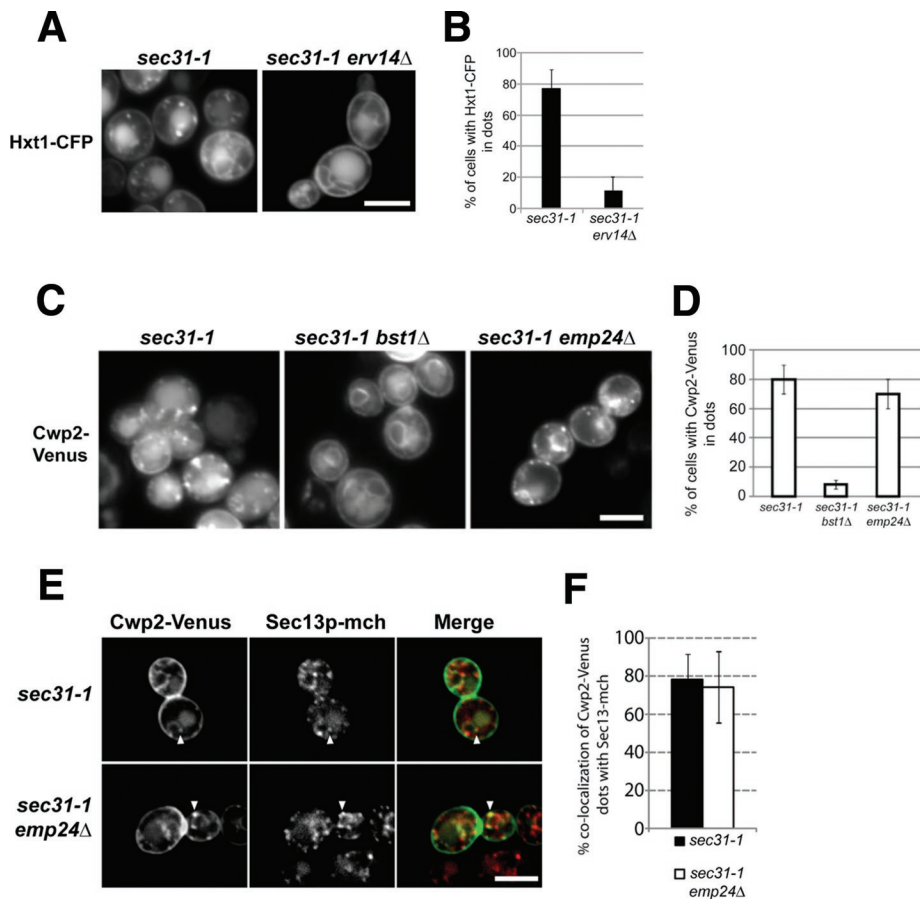 A
sec31-1
sec31-1 erv14Δ
Hxt1-CFP
B
% of cells with Hxt1-CFP
in dots
100
80
60
40
20
0
sec31-1
sec31-1
erv14Δ
C
sec31-1
sec31-1 bst1Δ
sec31-1 emp24Δ
Cwp2-
Venus
D
% of cells with Cwp2-Venus
in dots
100
80
60
40
20
0
sec31-1
sec31-1
bst1Δ
sec31-1
emp24Δ
E
Cwp2-Venus
Sec13p-mch
Merge
sec31-1
sec31-1
emp24Δ
F
% co-localization of Cwp2-Venus
dots with Sec13-mch
100
80
60
40
20
0
sec31-1
sec31-1
emp24Δ